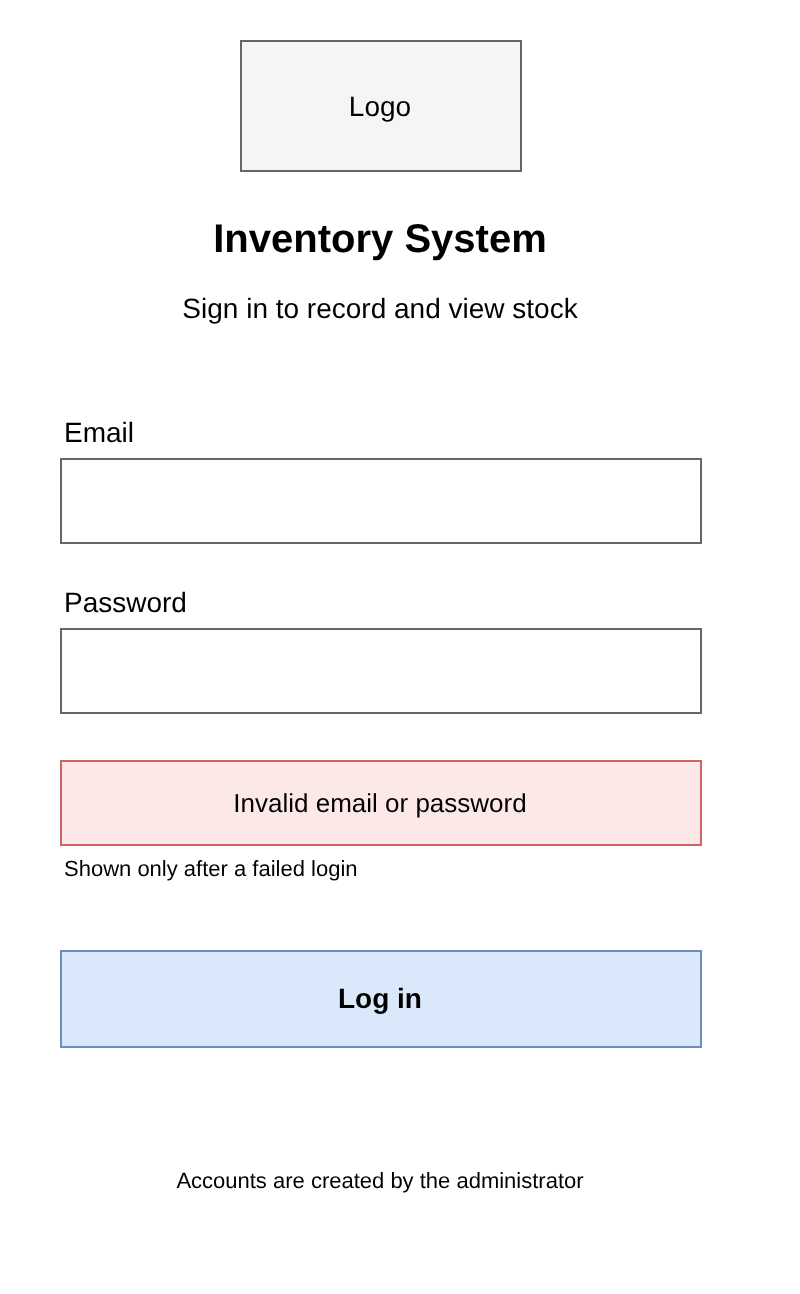 Logo
Inventory System
Sign in to record and view stock
Email
Password
Invalid email or password
Shown only after a failed login
Log in
Accounts are created by the administrator